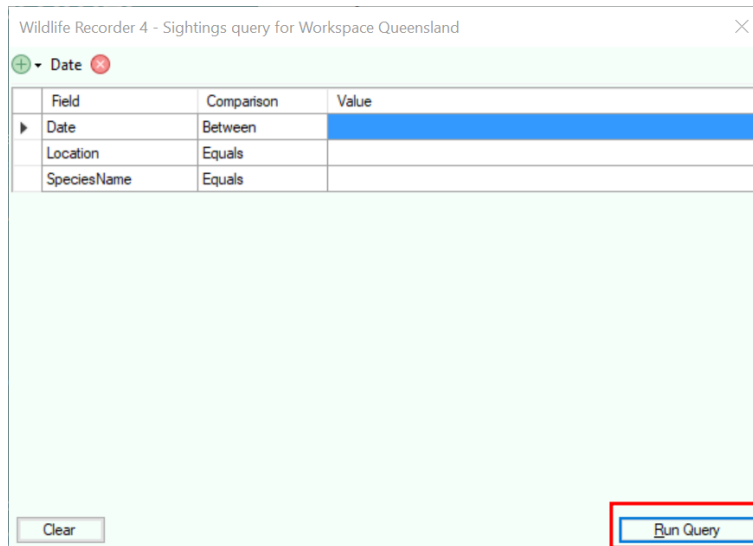 Wildlife Recorder 4 - Sightings query for Workspace Queensland
Date
Field Comparison Value
Date Between
Location Equals
SpeciesName Equals
Clear Run Query